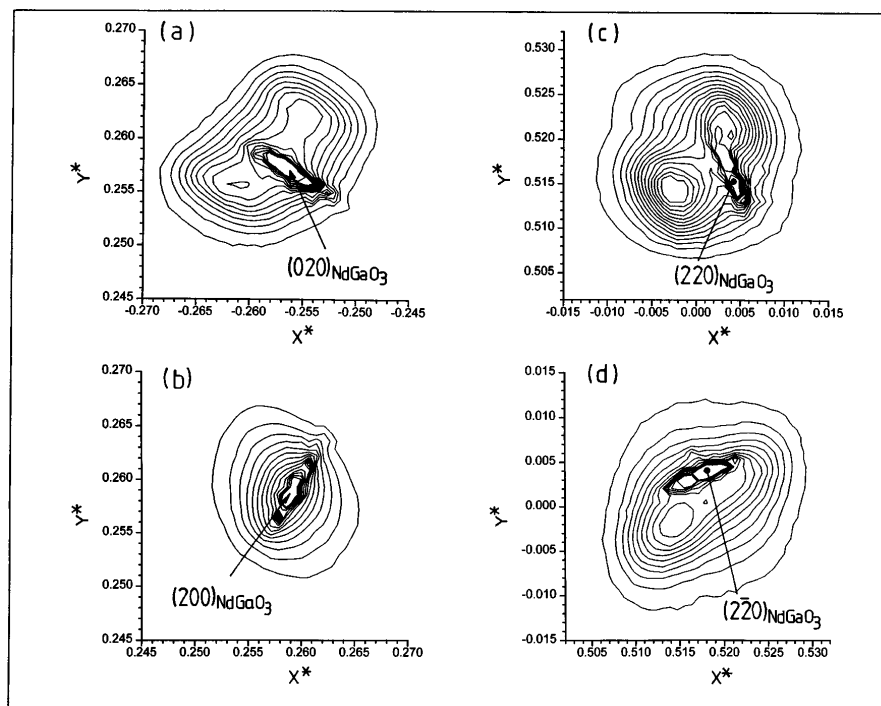 (a)
0.270
0.265
0.260
0.255
0.250
0.245
Y*
-0.270 -0.265 -0.260 -0.255 -0.250 -0.245
X*
(020)NdGaO3
(c)
0.530
0.525
0.520
0.515
0.510
0.505
Y*
-0.015 -0.010 -0.005 0.000 0.005 0.010 0.015
X*
(220)NdGaO3
(b)
0.270
0.265
0.260
0.255
0.250
0.245
Y*
0.245 0.250 0.255 0.260 0.265 0.270
X*
(200)NdGaO3
(d)
0.015
0.010
0.005
0.000
-0.005
-0.010
-0.015
Y*
0.505 0.510 0.515 0.520 0.525 0.530
X*
(22̄0)NdGaO3